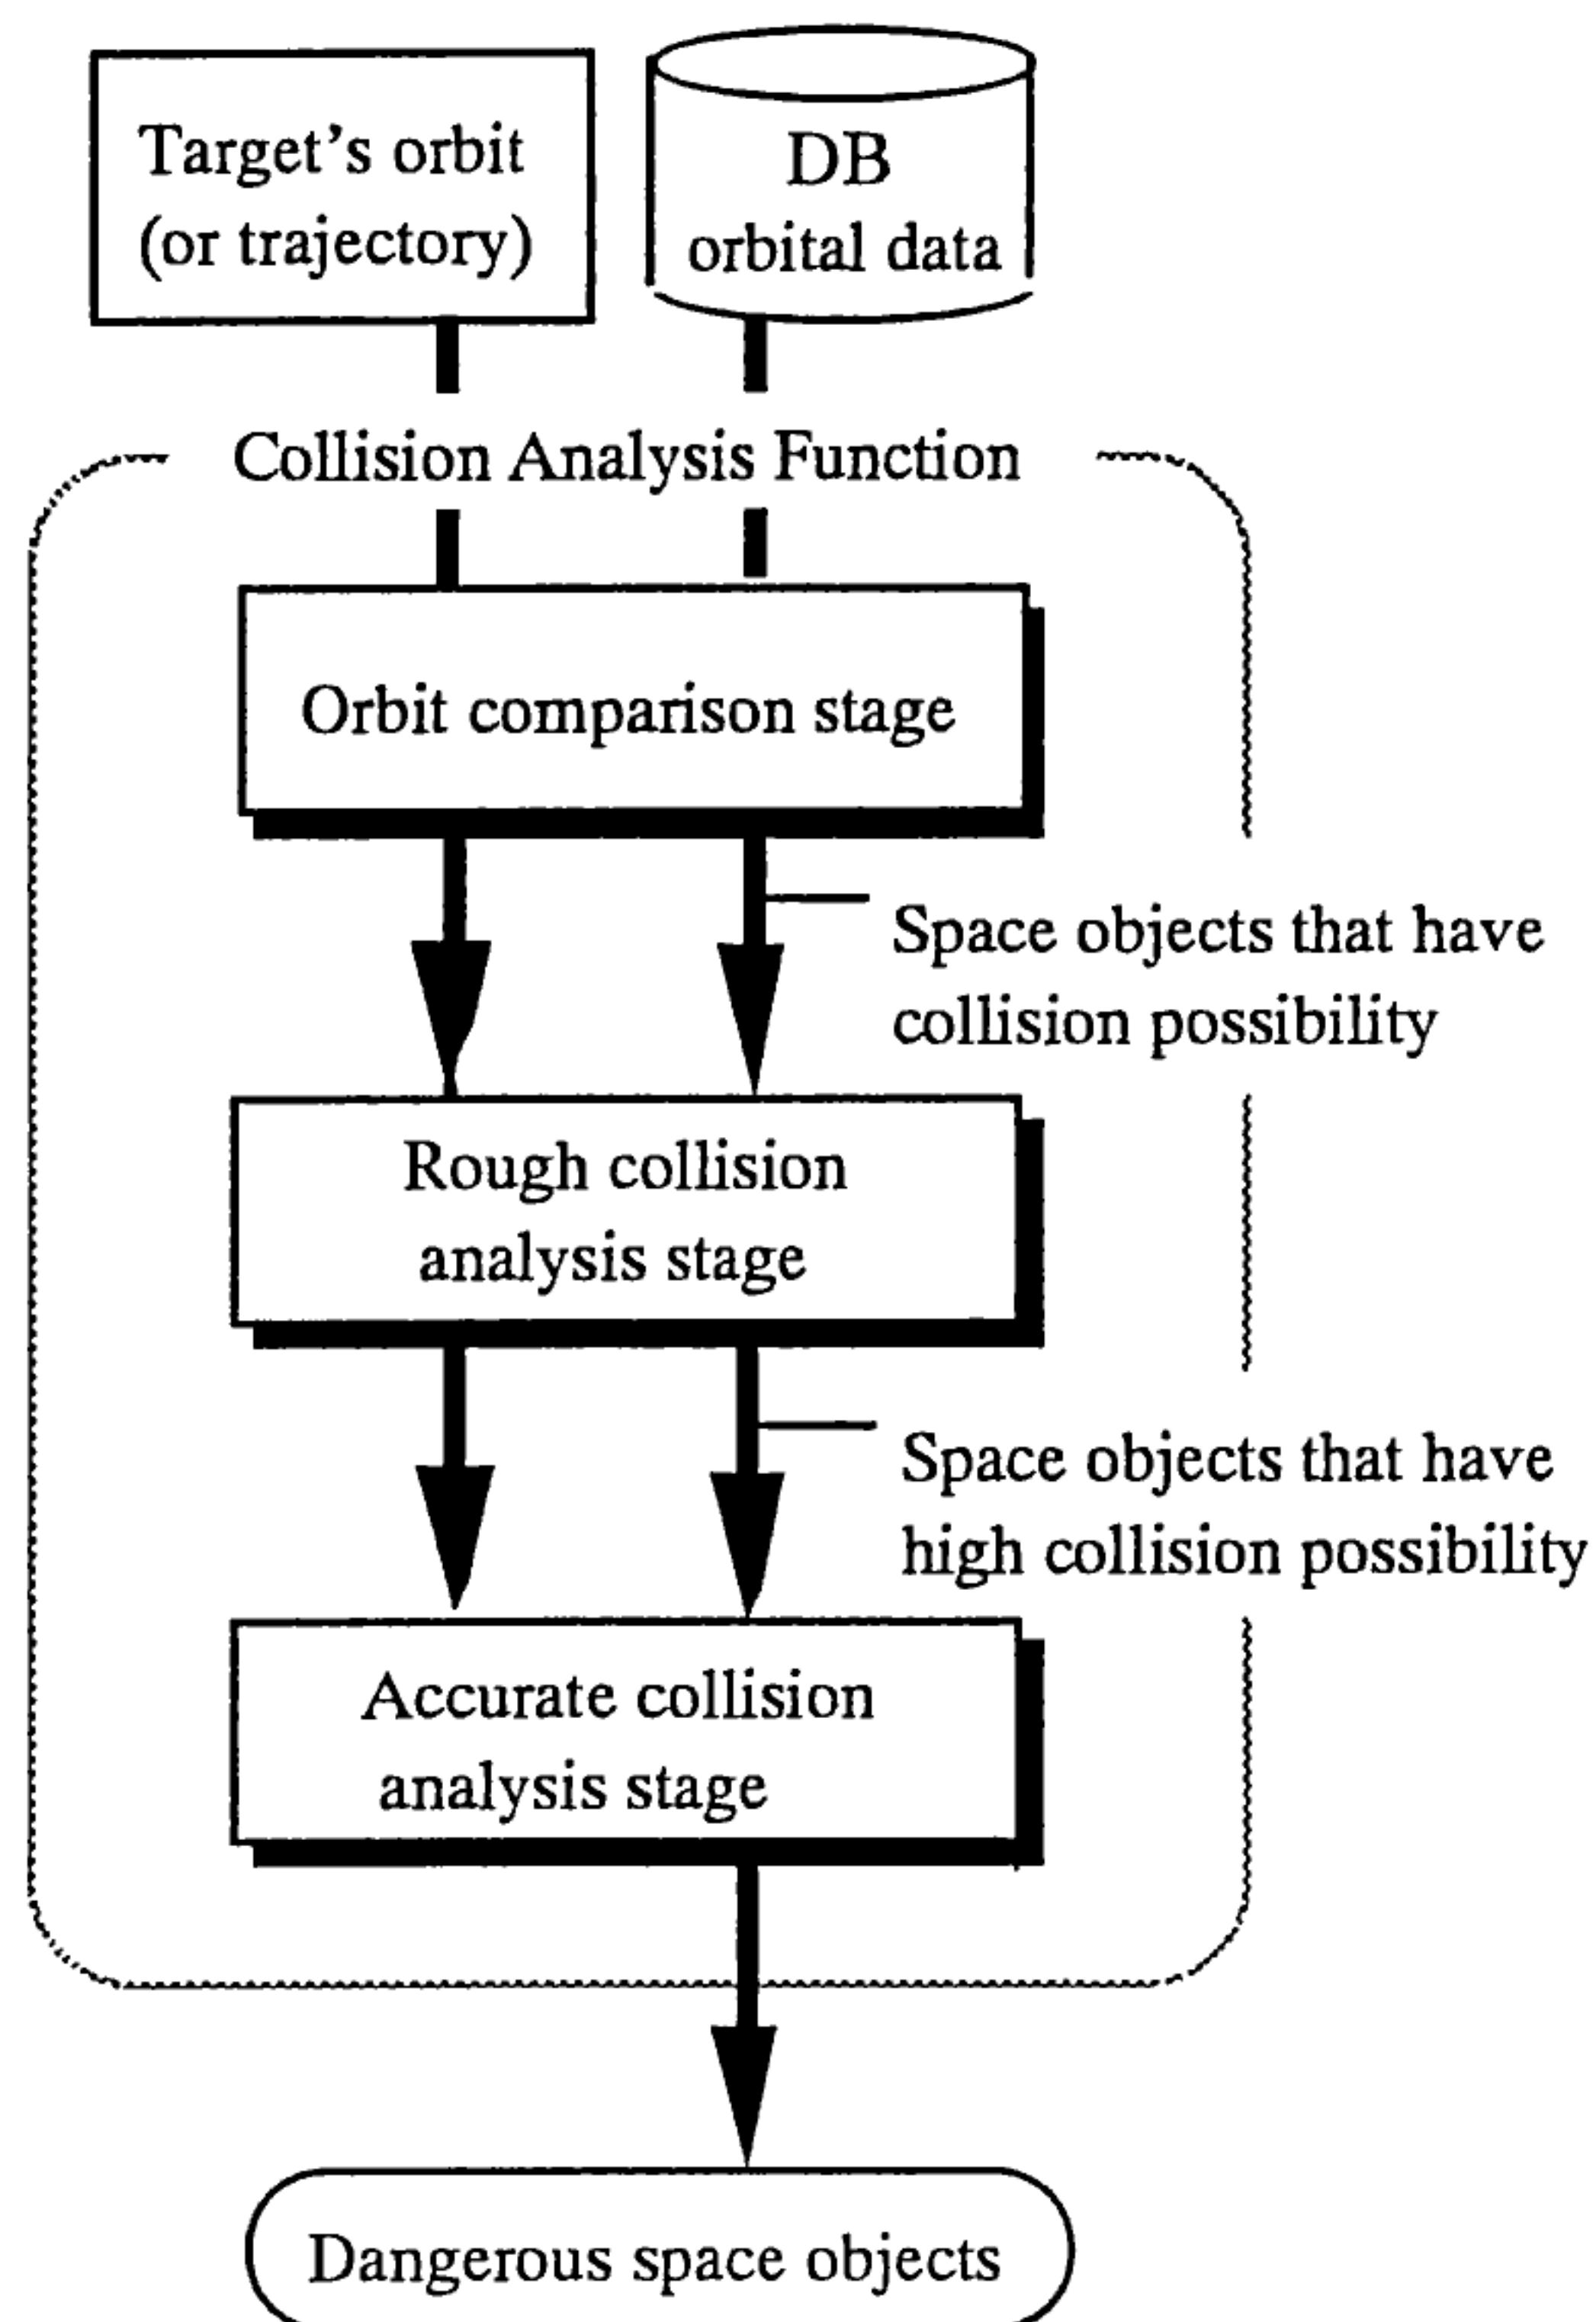 Target's orbit
(or trajectory)
DB
orbital data
Collision Analysis Function
Orbit comparison stage
Space objects that have
collision possibility
Rough collision
analysis stage
Space objects that have
high collision possibility
Accurate collision
analysis stage
Dangerous space objects